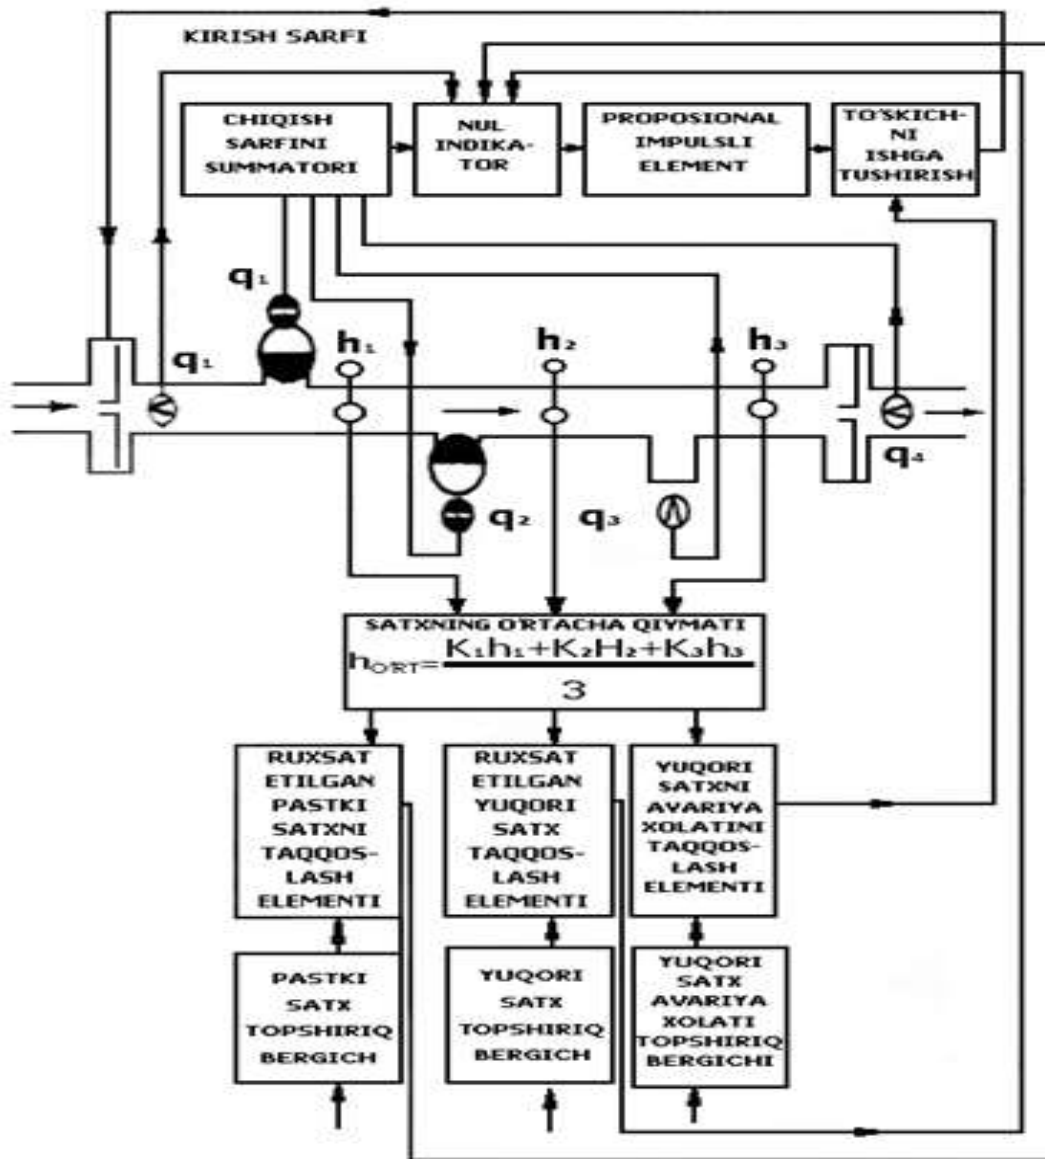 KIRISH SARFI
CHIQISH
SARFINI
SUMMATORI
NUL
INDIKA-
TOR
PROPOSIONAL
IMPULSLI
ELEMENT
TO'SKICH-
NI
ISHGA
TUSHIRISH
q₁
q₁
h₁
h₂
h₃
q₂
q₃
q₄
SATXNING O'RTACHA QIYMATI
K₁h₁+K₂H₂+K₃h₃
hO'RT=
3
RUXSAT
ETILGAN
PASTKI
SATXNI
TAQQOS-
LASH
ELEMENTI
RUXSAT
ETILGAN
YUQORI
SATX
TAQQOS-
LASH
ELEMENTI
YUQORI
SATXNI
AVARIYA
XOLATINI
TAQQOS-
LASH
ELEMENTI
PASTKI
SATX
TOPSHIRIQ
BERGICH
YUQORI
SATX
TOPSHIRIQ
BERGICH
YUQORI
SATX
AVARIYA
XOLATI
TOPSHIRIQ
BERGICHI